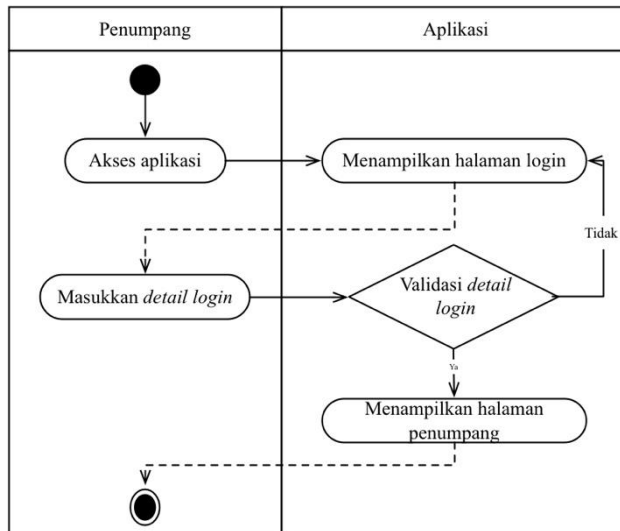 Penumpang
Aplikasi
Akses aplikasi
Menampilkan halaman login
Tidak
Masukkan detail login
Validasi detail
login
Ya
Menampilkan halaman
penumpang